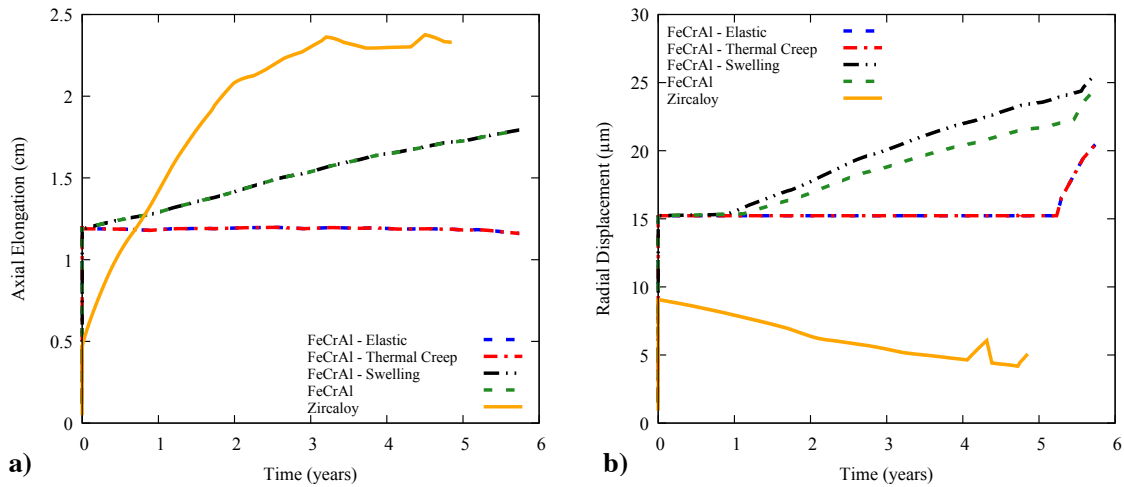 2.5
2
1.5
1
0.5
0
Axial Elongation (cm)
FeCrAl - Elastic
FeCrAl - Thermal Creep
FeCrAl - Swelling
FeCrAl
Zircaloy
0 1 2 3 4 5 6
Time (years)
a)
FeCrAl - Elastic
FeCrAl - Thermal Creep
FeCrAl - Swelling
FeCrAl
Zircaloy
30
25
20
15
10
5
0
Radial Displacement (μm)
0 1 2 3 4 5 6
Time (years)
b)